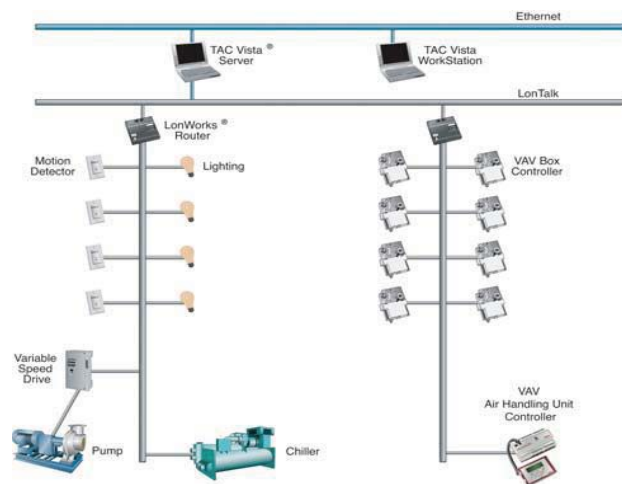 Ethernet
TAC Vista ®
Server
TAC Vista
WorkStation
LonTalk
LonWorks ®
Router
Motion
Detector
Lighting
VAV Box
Controller
Variable
Speed
Drive
Pump
Chiller
VAV
Air Handling Unit
Controller